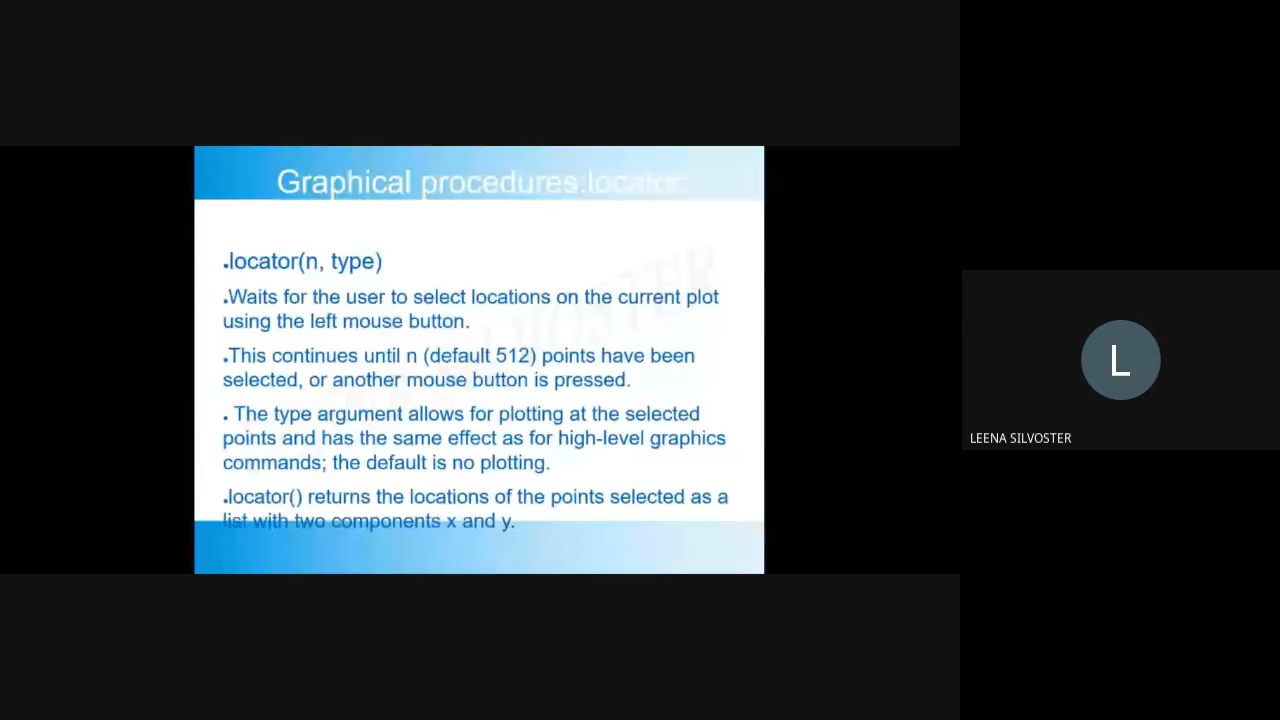 Graphical procedures:locator
.locator(n, type)
.Waits for the user to select locations on the current plot
using the left mouse button.
.This continues until n (default 512) points have been
selected, or another mouse button is pressed.
. The type argument allows for plotting at the selected
points and has the same effect as for high-level graphics
commands; the default is no plotting.
.locator() returns the locations of the points selected as a
list with two components x and y.
L
LEENA SILVOSTER